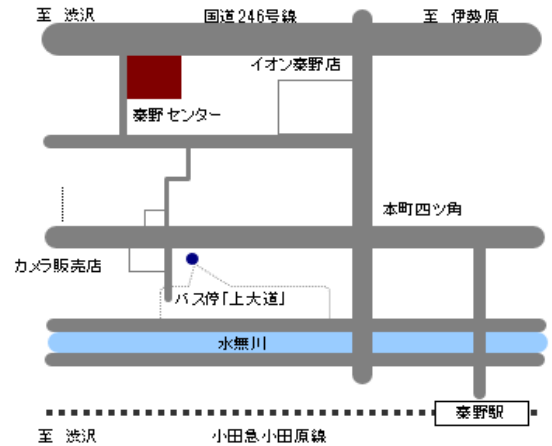 至 渋沢
国道246号線
至 伊勢原
イオン秦野店
秦野センター
本町四ツ角
カメラ販売店
バス停「上大道」
水無川
秦野駅
至 渋沢
小田急小田原線